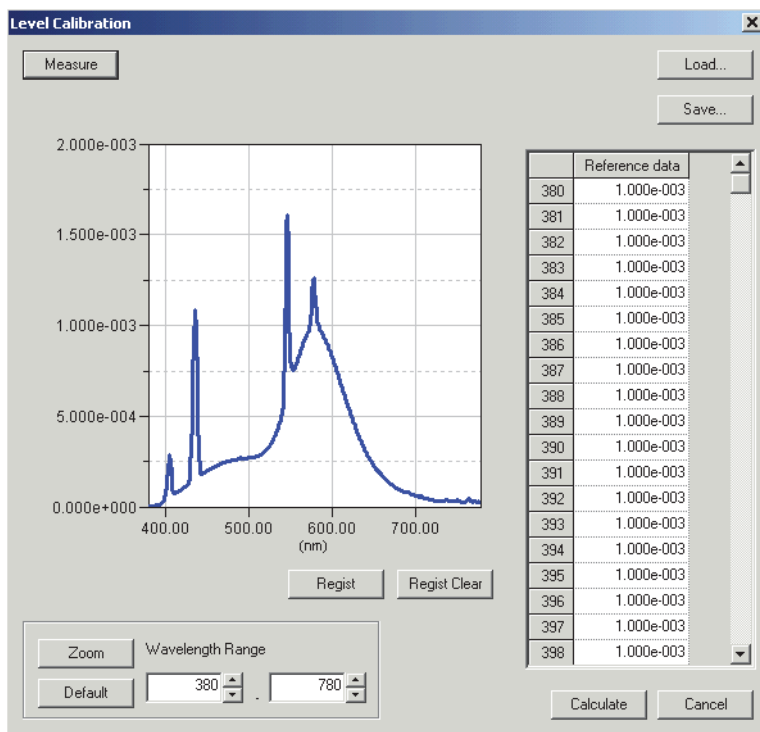 Level Calibration
Measure
Load...
Save...
2.000e-003
1.500e-003
1.000e-003
5.000e-004
0.000e+000
400.00 500.00 600.00 700.00
(nm)
Regist Regist Clear
Reference data
380 1.000e-003
381 1.000e-003
382 1.000e-003
383 1.000e-003
384 1.000e-003
385 1.000e-003
386 1.000e-003
387 1.000e-003
388 1.000e-003
389 1.000e-003
390 1.000e-003
391 1.000e-003
392 1.000e-003
393 1.000e-003
394 1.000e-003
395 1.000e-003
396 1.000e-003
397 1.000e-003
398 1.000e-003
Zoom Wavelength Range
Default 380 - 780
Calculate Cancel